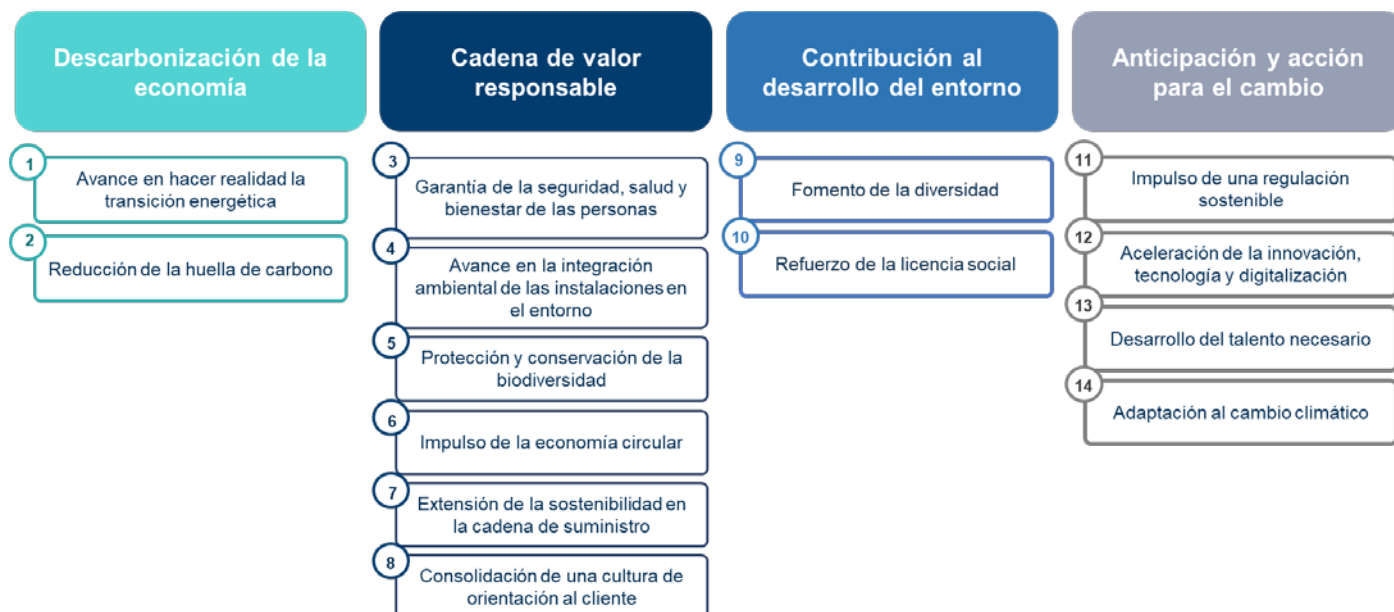 Descarbonización de la
economía
1
Avance en hacer realidad la
transición energética
2
Reducción de la huella de carbono
Cadena de valor
responsable
3
Garantía de la seguridad, salud y
bienestar de las personas
4
Avance en la integración
ambiental de las instalaciones en
el entorno
5
Protección y conservación de la
biodiversidad
6
Impulso de la economía circular
7
Extensión de la sostenibilidad en
la cadena de suministro
8
Consolidación de una cultura de
orientación al cliente
Contribución al
desarrollo del entorno
9
Fomento de la diversidad
10
Refuerzo de la licencia social
Anticipación y acción
para el cambio
11
Impulso de una regulación
sostenible
12
Aceleración de la innovación,
tecnología y digitalización
13
Desarrollo del talento necesario
14
Adaptación al cambio climático